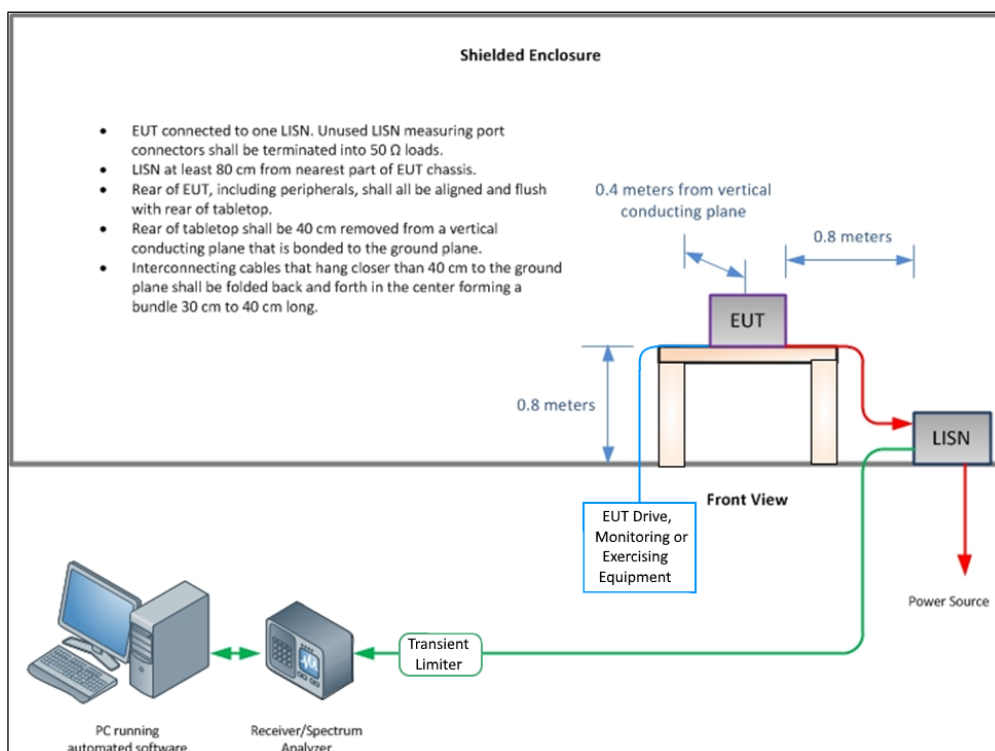 Shielded Enclosure
• EUT connected to one LISN. Unused LISN measuring port
connectors shall be terminated into 50 Ω loads.
• LISN at least 80 cm from nearest part of EUT chassis.
• Rear of EUT, including peripherals, shall all be aligned and flush
with rear of tabletop.
• Rear of tabletop shall be 40 cm removed from a vertical
conducting plane that is bonded to the ground plane.
• Interconnecting cables that hang closer than 40 cm to the ground
plane shall be folded back and forth in the center forming a
bundle 30 cm to 40 cm long.
0.4 meters from vertical
conducting plane
0.8 meters
EUT
0.8 meters
LISN
Front View
EUT Drive,
Monitoring or
Exercising
Equipment
Power Source
Transient
Limiter
PC running
automated software
Receiver/Spectrum
Analyzer